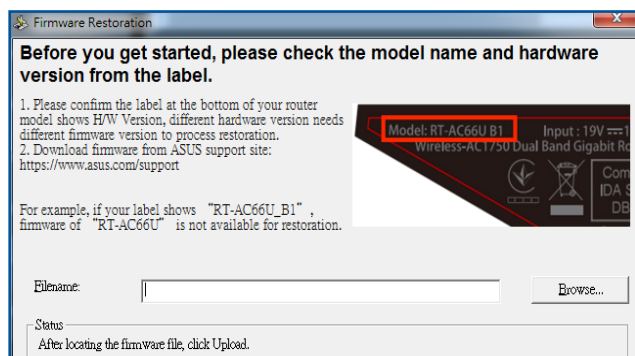 Firmware Restoration
Before you get started, please check the model name and hardware
version from the label.
1. Please confirm the label at the bottom of your router
model shows H/W Version, different hardware version needs
different firmware version to process restoration.
2. Download firmware from ASUS support site:
https://www.asus.com/support
For example, if your label shows “RT-AC66U_B1”,
firmware of “RT-AC66U” is not available for restoration.
Model: RT-AC66U B1 Input : 19V
Wireless-AC1750 Dual Band Gigabit
Com
IDA S
DB
Filename:
Browse...
Status
After locating the firmware file, click Upload.